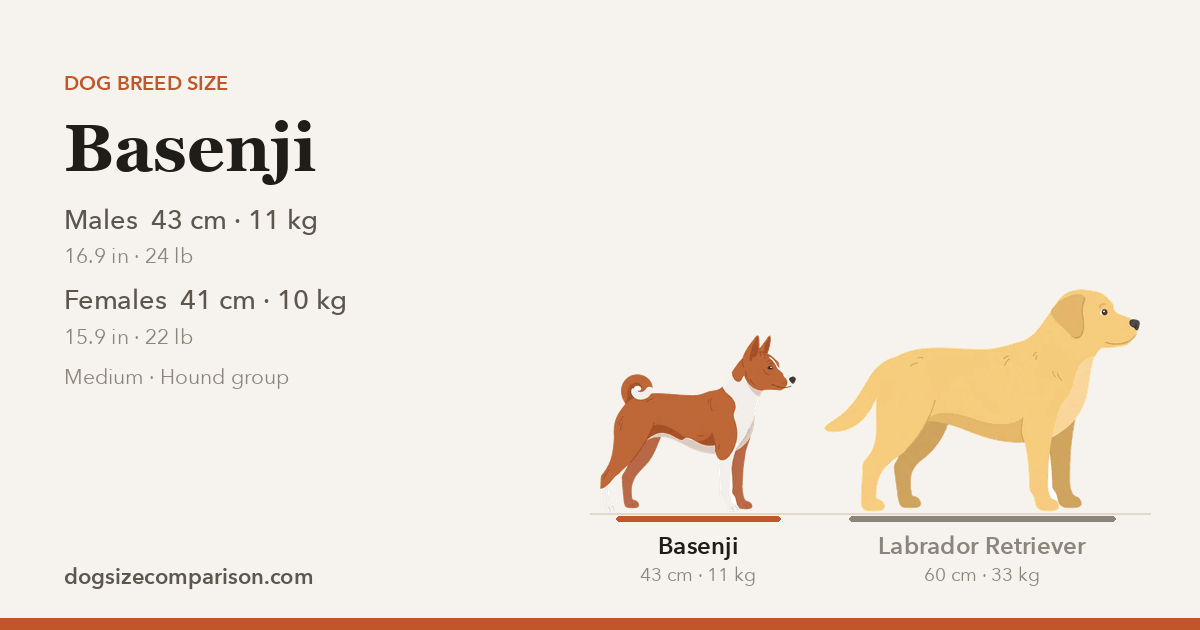 DOG BREED SIZE
Basenji
Males 43 cm · 11 kg
16.9 in · 24 lb
Females 41 cm · 10 kg
15.9 in · 22 lb
Medium · Hound group
Basenji
43 cm · 11 kg
Labrador Retriever
60 cm · 33 kg
dogsizecomparison.com